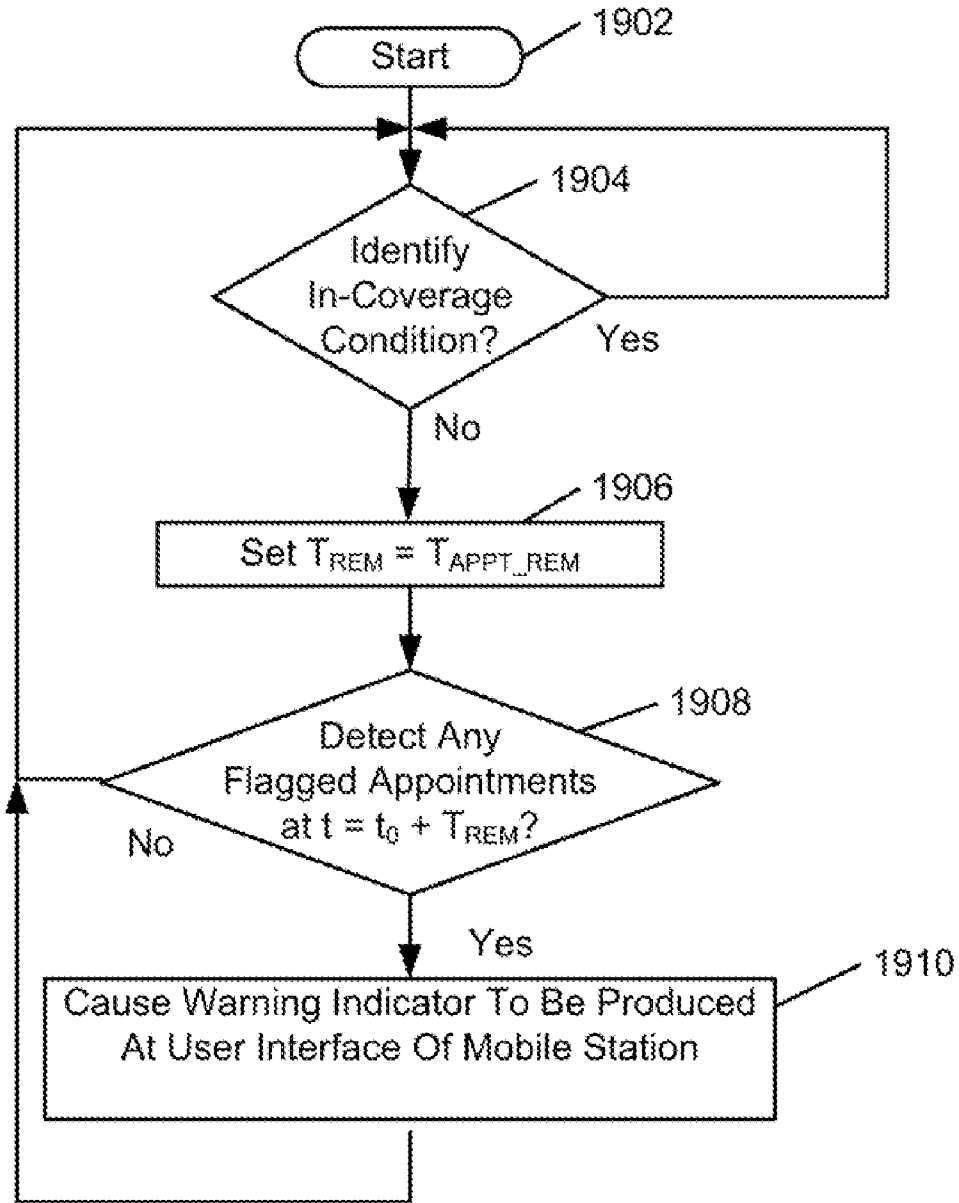 1902
Start
1904
Identify
In-Coverage
Condition?
Yes
No
1906
Set T_REM = T_APPT_REM
1908
Detect Any
Flagged Appointments
at t = t₀ + T_REM?
No
Yes
1910
Cause Warning Indicator To Be Produced
At User Interface Of Mobile Station